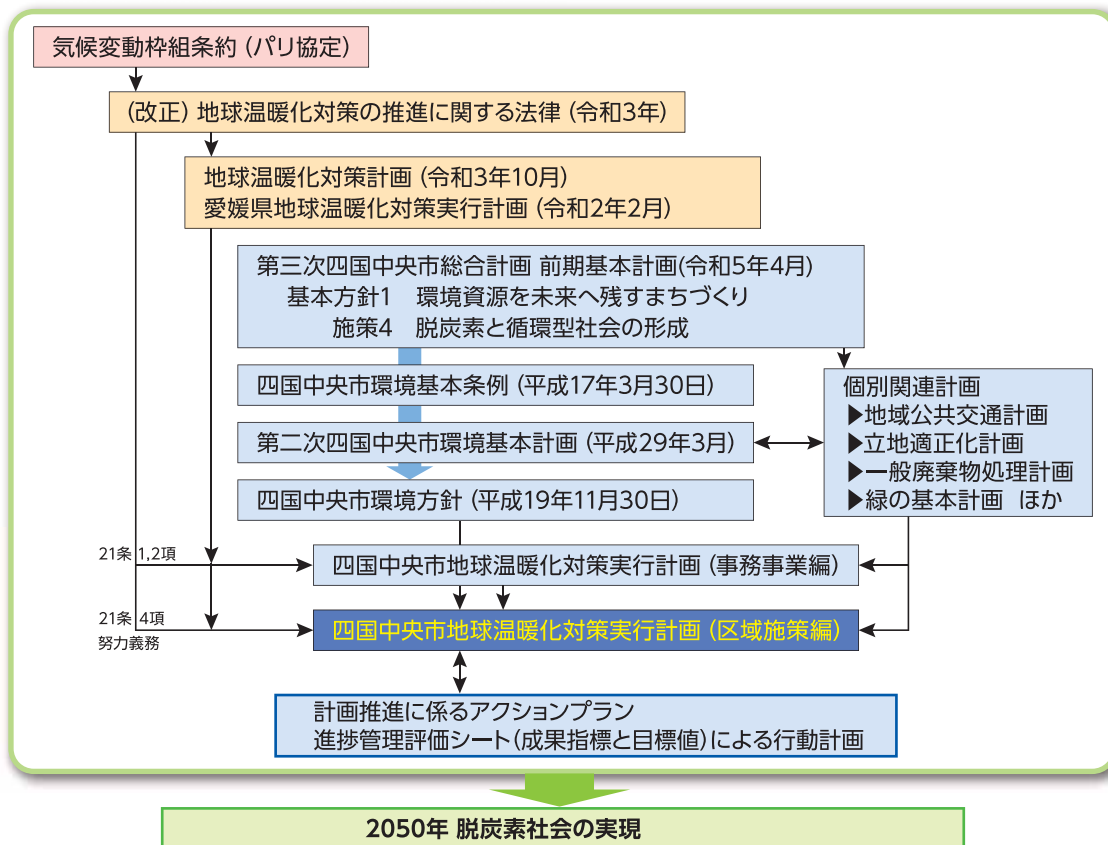 気候変動枠組条約（パリ協定）
（改正）地球温暖化対策の推進に関する法律（令和3年）
地球温暖化対策計画（令和3年10月）
愛媛県地球温暖化対策実行計画（令和2年2月）
第三次四国中央市総合計画 前期基本計画(令和5年4月)
基本方針1　環境資源を未来へ残すまちづくり
施策4　脱炭素と循環型社会の形成
四国中央市環境基本条例（平成17年3月30日）
第二次四国中央市環境基本計画（平成29年3月）
四国中央市環境方針（平成19年11月30日）
個別関連計画
▶地域公共交通計画
▶立地適正化計画
▶一般廃棄物処理計画
▶緑の基本計画　ほか
21条 1,2項
四国中央市地球温暖化対策実行計画（事務事業編）
21条 4項
努力義務
四国中央市地球温暖化対策実行計画（区域施策編）
計画推進に係るアクションプラン
進捗管理評価シート（成果指標と目標値）による行動計画
2050年 脱炭素社会の実現